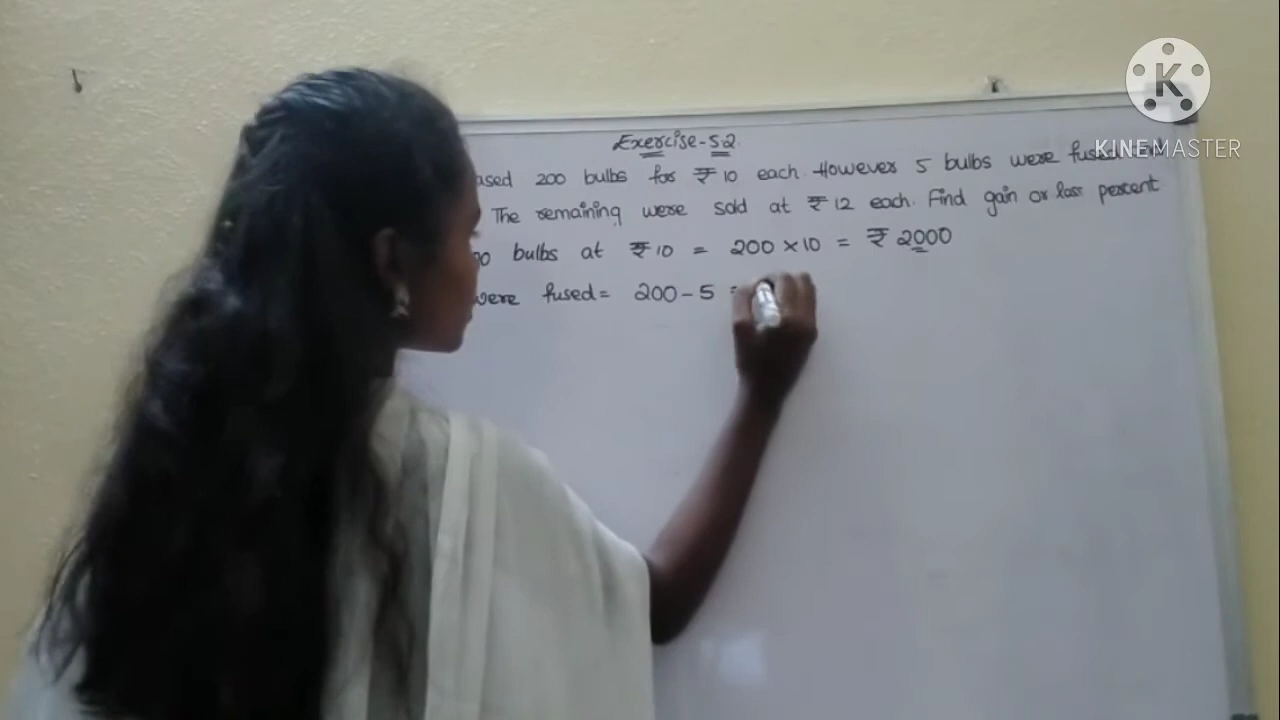 Exercise-5.2
ased 200 bulbs for ₹ 10 each. However 5 bulbs were fused
The remaining were sold at ₹ 12 each. Find gain or loss percent
00 bulbs at ₹ 10 = 200 × 10 = ₹ 2000
were fused = 200 - 5 =
K
KINEMASTER